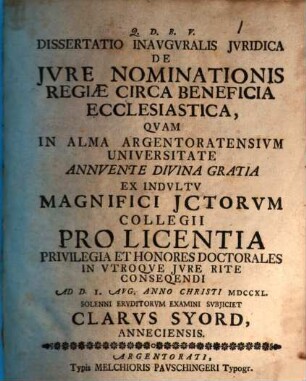 Q. D. B. V.
DISSERTATIO INAVGVRALIS JVRIDICA
DE
JVRE NOMINATIONIS
REGIÆ CIRCA BENEFICIA
ECCLESIASTICA,
QVAM
IN ALMA ARGENTORATENSIVM
UNIVERSITATE
ANNVENTE DIVINA GRATIA
EX INDVLTV
MAGNIFICI JCTORVM
COLLEGII
PRO LICENTIA
PRIVILEGIA ET HONORES DOCTORALES
IN VTROQVE JVRE RITE
CONSEQENDI
AD D. I. AVG. ANNO CHRISTI MDCCXL.
SOLENNI ERVDITORVM EXAMINI SVBJICIET
CLARVS SYORD,
ANNECIENSIS.
ARGENTORATI,
Typis MELCHIORIS PAVSCHINGERI Typogr.